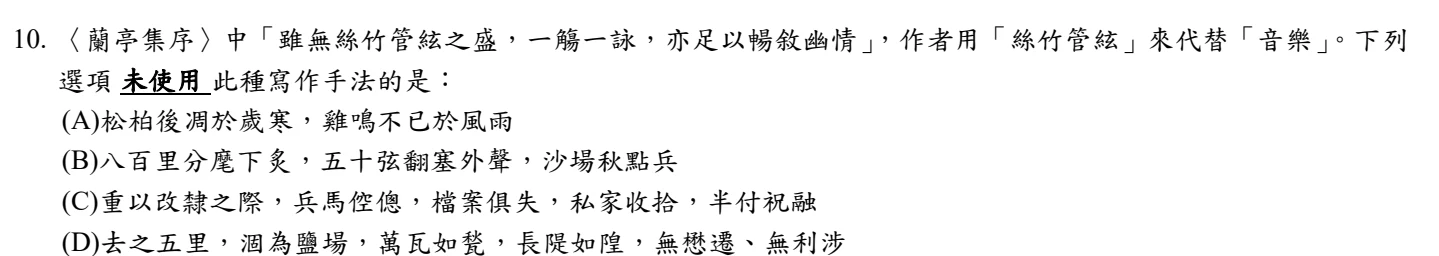 10. 〈蘭亭集序〉中「雖無絲竹管絃之盛，一觴一詠，亦足以暢敘幽情」，作者用「絲竹管絃」來代替「音樂」。下列
選項 未使用 此種寫作手法的是：
(A)松柏後凋於歲寒，雞鳴不已於風雨
(B)八百里分麾下炙，五十弦翻塞外聲，沙場秋點兵
(C)重以改隸之際，兵馬倥傯，檔案俱失，私家收拾，半付祝融
(D)去之五里，涸為鹽場，萬瓦如甃，長隄如隍，無懋遷、無利涉